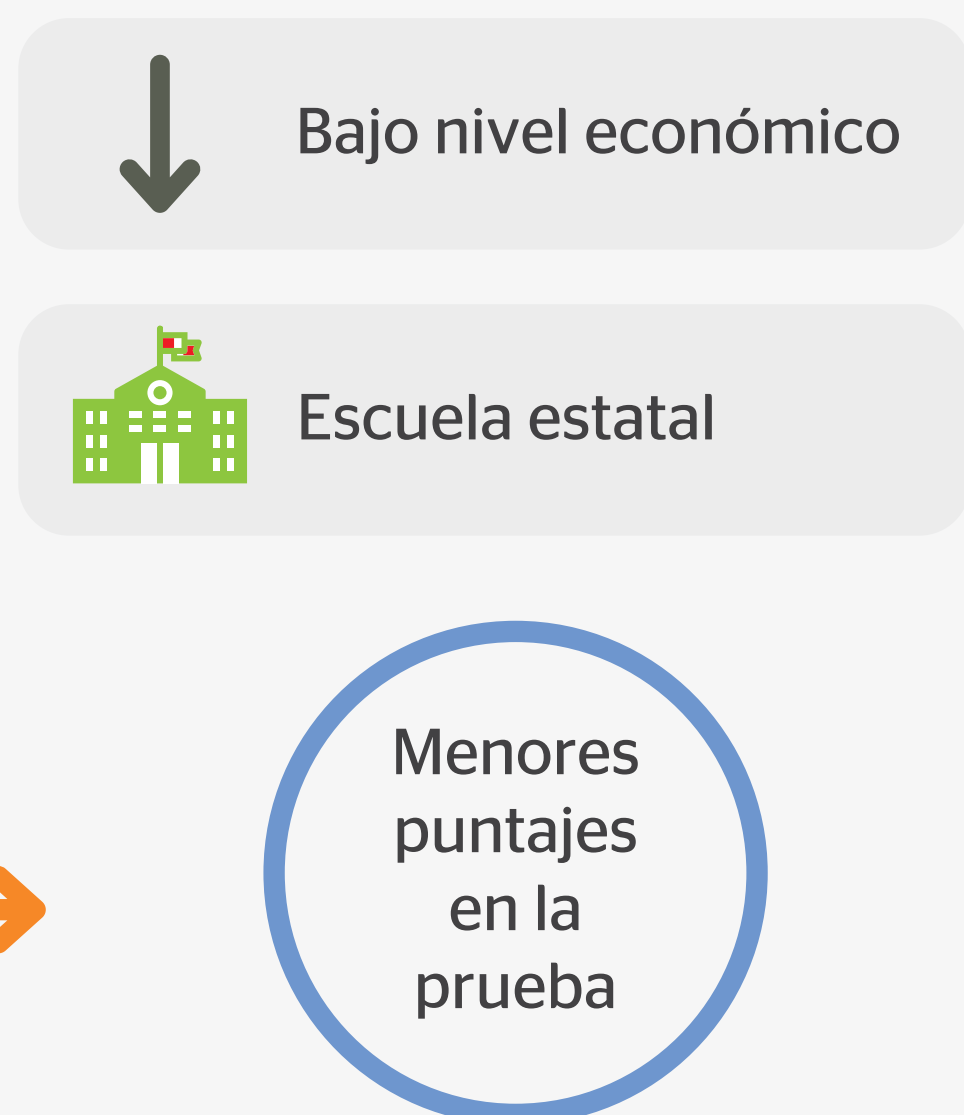 Bajo nivel económico
Escuela estatal
Menores
puntajes
en la
prueba